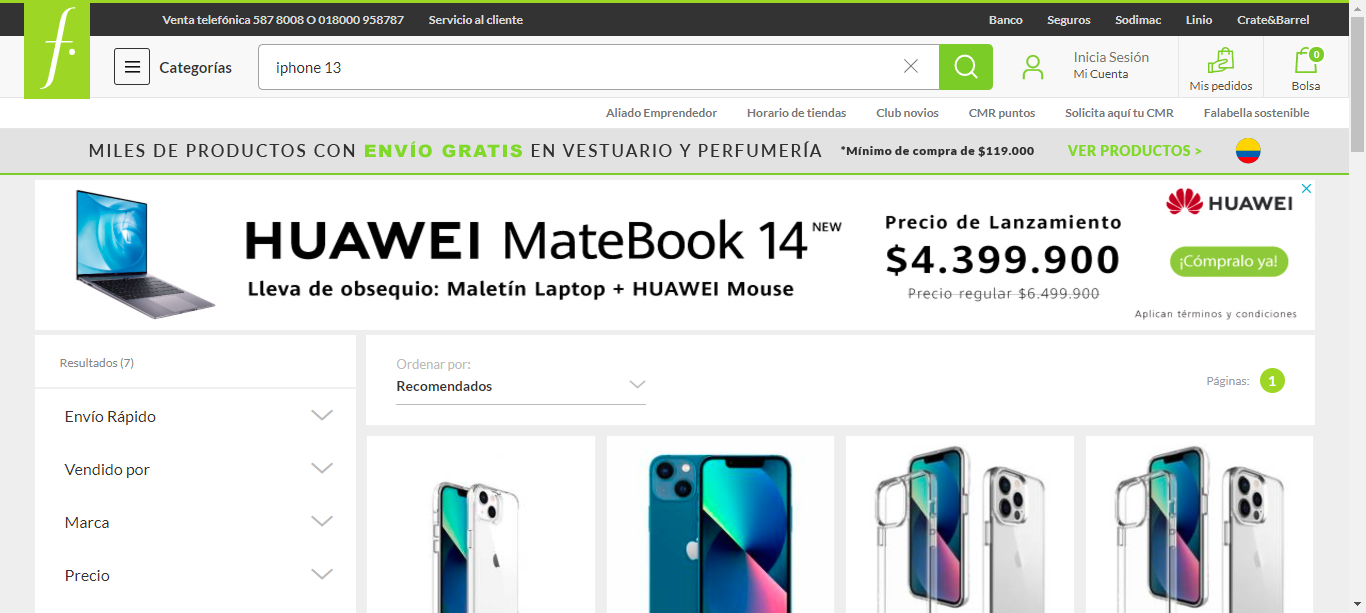 Venta telefónica 587 8008 O 018000 958787 Servicio al cliente Banco Seguros Sodimac Linio Crate&Barrel
f.
Categorías iphone 13 Inicia Sesión
Mi Cuenta
Mis pedidos
0
Bolsa
Aliado Emprendedor Horario de tiendas Club novios CMR puntos Solicita aquí tu CMR Falabella sostenible
MILES DE PRODUCTOS CON ENVÍO GRATIS EN VESTUARIO Y PERFUMERÍA *Mínimo de compra de $119.000 VER PRODUCTOS >
HUAWEI MateBook 14 NEW
Lleva de obsequio: Maletín Laptop + HUAWEI Mouse
Precio de Lanzamiento
$4.399.900
Precio regular $6.499.900
HUAWEI
¡Cómpralo ya!
Aplican términos y condiciones
Resultados (7)
Envío Rápido
Vendido por
Marca
Precio
Ordenar por:
Recomendados
Páginas: 1